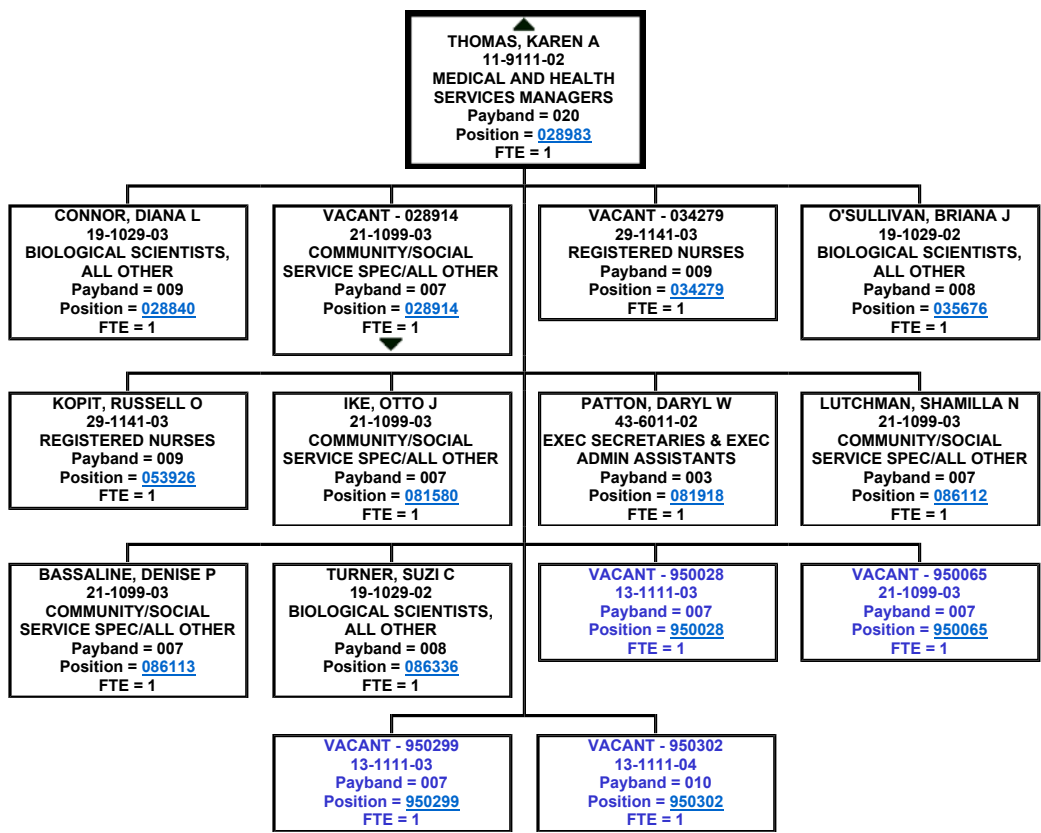 THOMAS, KAREN A
11-9111-02
MEDICAL AND HEALTH
SERVICES MANAGERS
Payband = 020
Position = 028983
FTE = 1
CONNOR, DIANA L
19-1029-03
BIOLOGICAL SCIENTISTS,
ALL OTHER
Payband = 009
Position = 028840
FTE = 1
VACANT - 028914
21-1099-03
COMMUNITY/SOCIAL
SERVICE SPEC/ALL OTHER
Payband = 007
Position = 028914
FTE = 1
VACANT - 034279
29-1141-03
REGISTERED NURSES
Payband = 009
Position = 034279
FTE = 1
O'SULLIVAN, BRIANA J
19-1029-02
BIOLOGICAL SCIENTISTS,
ALL OTHER
Payband = 008
Position = 035676
FTE = 1
KOPIT, RUSSELL O
29-1141-03
REGISTERED NURSES
Payband = 009
Position = 053926
FTE = 1
IKE, OTTO J
21-1099-03
COMMUNITY/SOCIAL
SERVICE SPEC/ALL OTHER
Payband = 007
Position = 081580
FTE = 1
PATTON, DARYL W
43-6011-02
EXEC SECRETARIES & EXEC
ADMIN ASSISTANTS
Payband = 003
Position = 081918
FTE = 1
LUTCHMAN, SHAMILLA N
21-1099-03
COMMUNITY/SOCIAL
SERVICE SPEC/ALL OTHER
Payband = 007
Position = 086112
FTE = 1
BASSALINE, DENISE P
21-1099-03
COMMUNITY/SOCIAL
SERVICE SPEC/ALL OTHER
Payband = 007
Position = 086113
FTE = 1
TURNER, SUZI C
19-1029-02
BIOLOGICAL SCIENTISTS,
ALL OTHER
Payband = 008
Position = 086336
FTE = 1
VACANT - 950028
13-1111-03
Payband = 007
Position = 950028
FTE = 1
VACANT - 950065
21-1099-03
Payband = 007
Position = 950065
FTE = 1
VACANT - 950299
13-1111-03
Payband = 007
Position = 950299
FTE = 1
VACANT - 950302
13-1111-04
Payband = 010
Position = 950302
FTE = 1